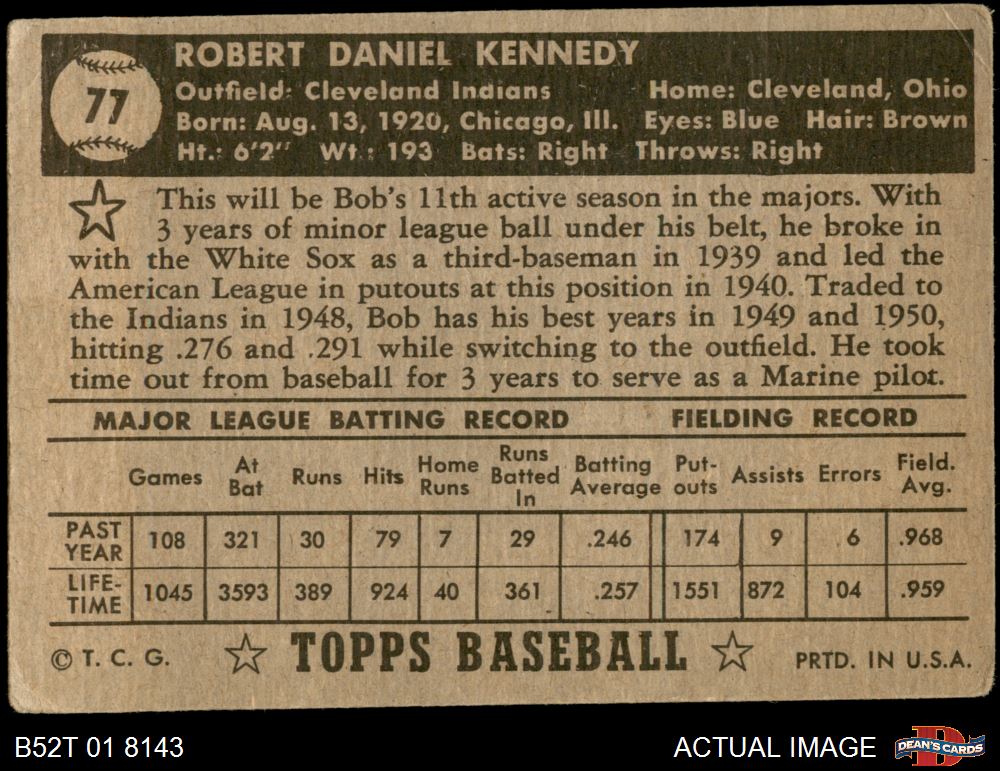 77
ROBERT DANIEL KENNEDY
Outfield: Cleveland Indians Home: Cleveland, Ohio
Born: Aug. 13, 1920, Chicago, Ill. Eyes: Blue Hair: Brown
Ht.: 6'2" Wt.: 193 Bats: Right Throws: Right
This will be Bob's 11th active season in the majors. With
3 years of minor league ball under his belt, he broke in
with the White Sox as a third-baseman in 1939 and led the
American League in putouts at this position in 1940. Traded to
the Indians in 1948, Bob has his best years in 1949 and 1950,
hitting .276 and .291 while switching to the outfield. He took
time out from baseball for 3 years to serve as a Marine pilot.
MAJOR LEAGUE BATTING RECORD FIELDING RECORD
Games At Bat Runs Hits Home Runs Runs Batted In Batting Average Put-outs Assists Errors Field. Avg.
PAST YEAR 108 321 30 79 7 29 .246 174 9 6 .968
LIFE-TIME 1045 3593 389 924 40 361 .257 1551 872 104 .959
© T. C. G. TOPPS BASEBALL PRTD. IN U.S.A.
B52T 01 8143 ACTUAL IMAGE D DEAN'S CARDS